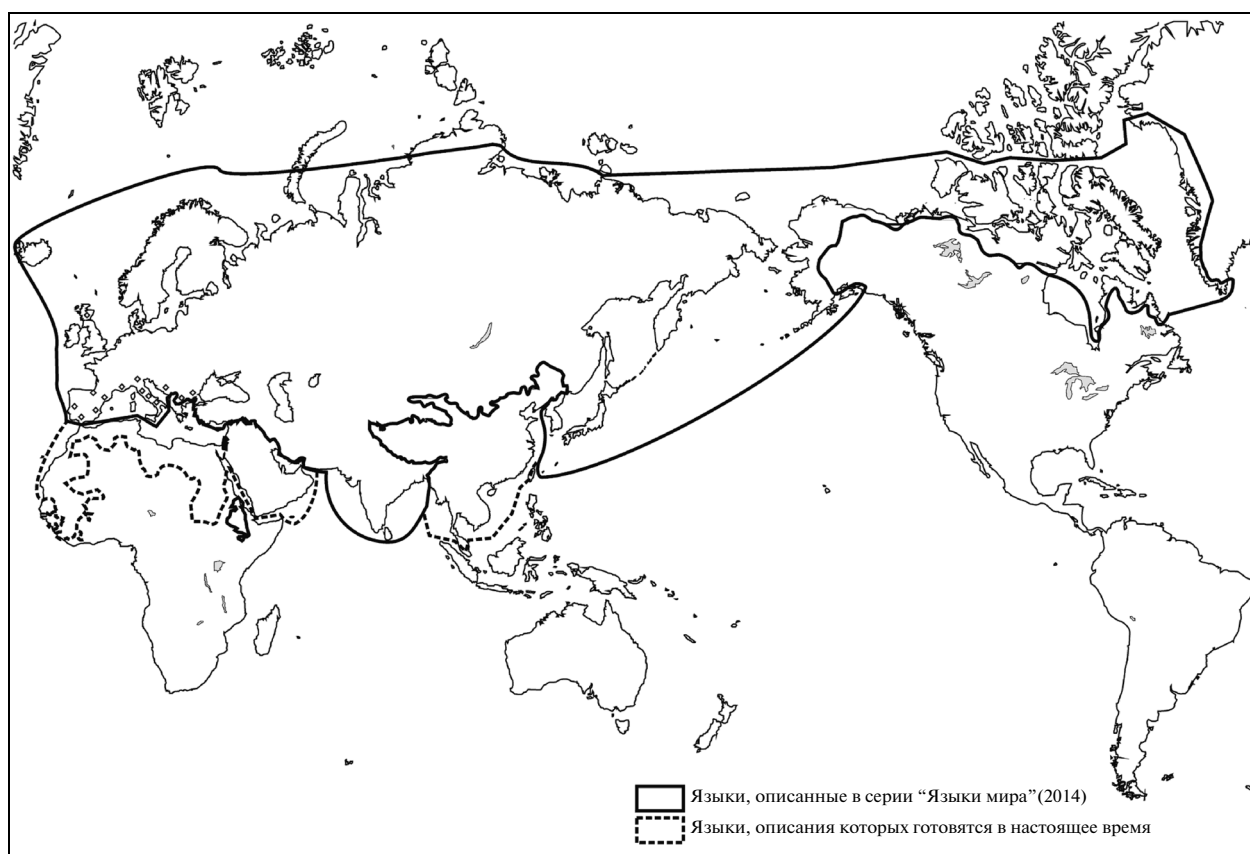 Языки, описанные в серии “Языки мира”(2014)
Языки, описания которых готовятся в настоящее время